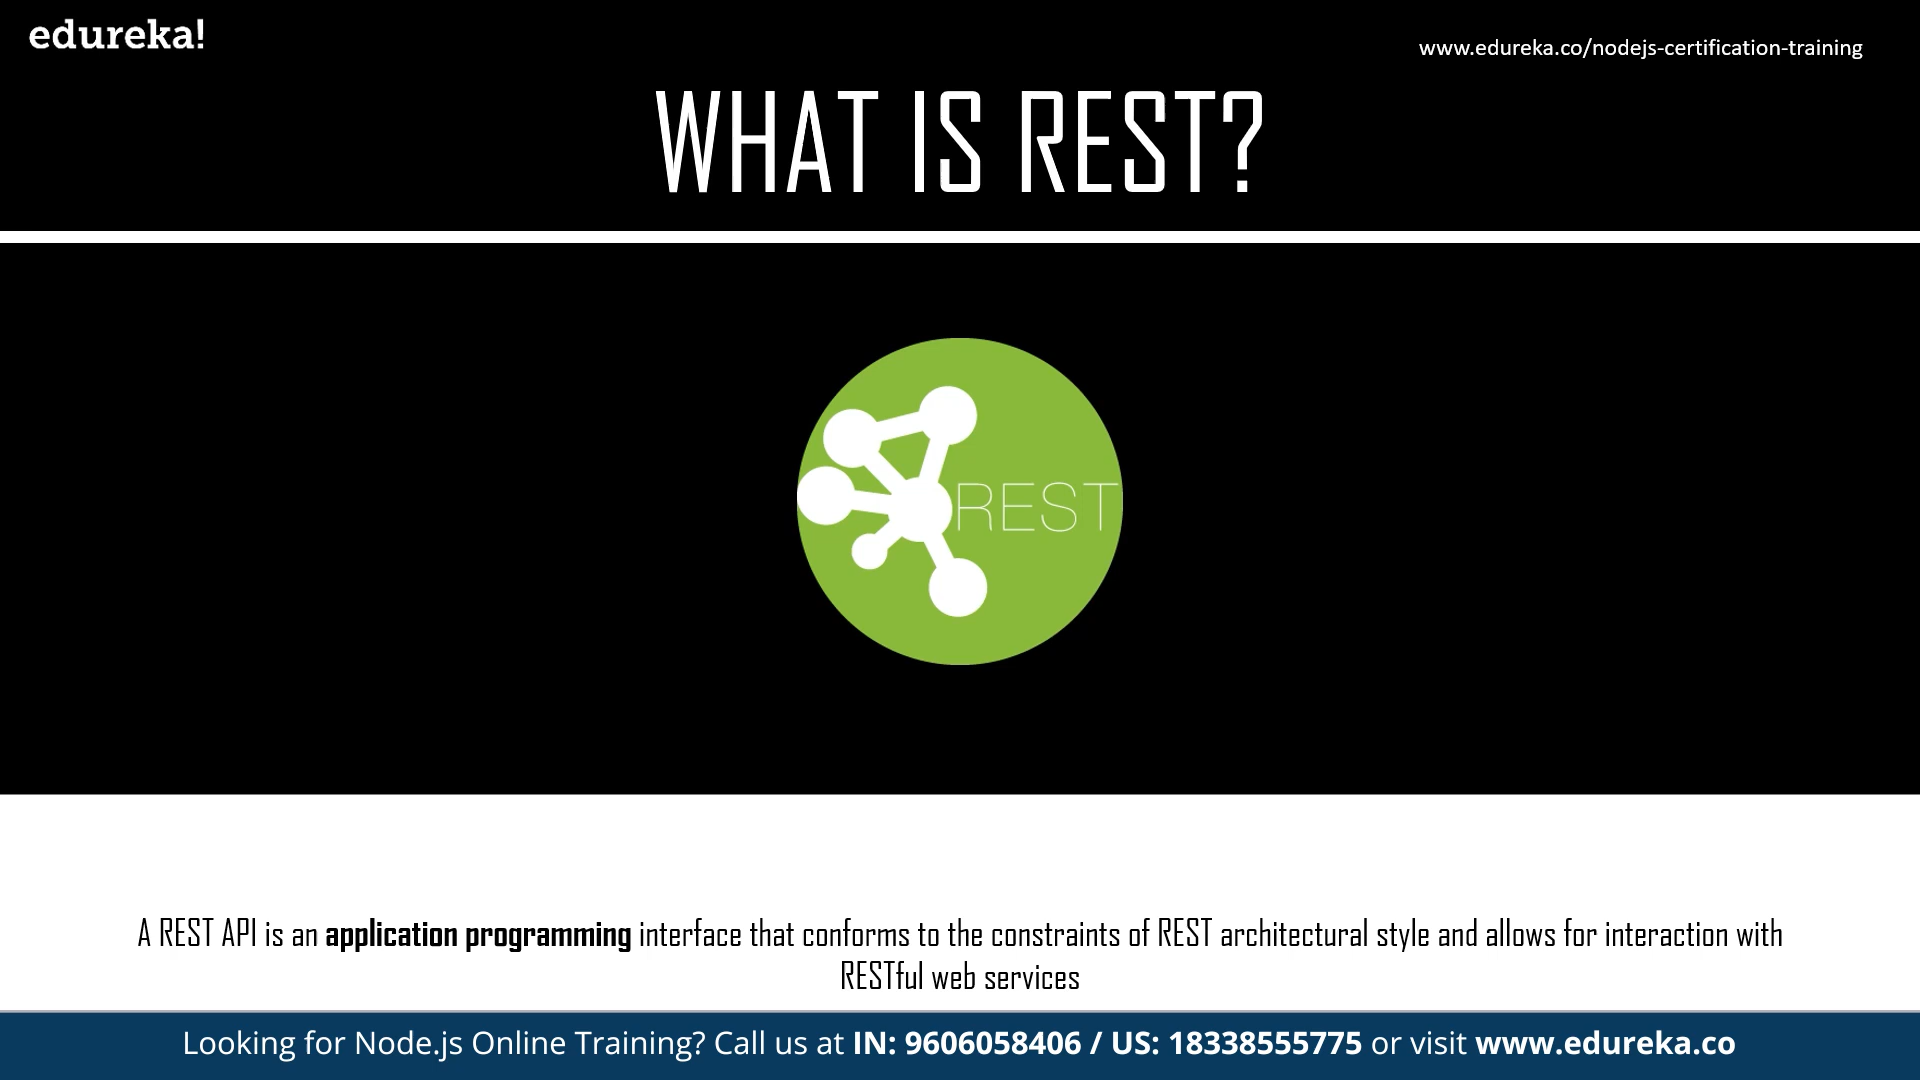 edureka!
www.edureka.co/nodejs-certification-training
WHAT IS REST?
REST
A REST API is an application programming interface that conforms to the constraints of REST architectural style and allows for interaction with
RESTful web services
Looking for Node.js Online Training? Call us at IN: 9606058406 / US: 18338555775 or visit www.edureka.co